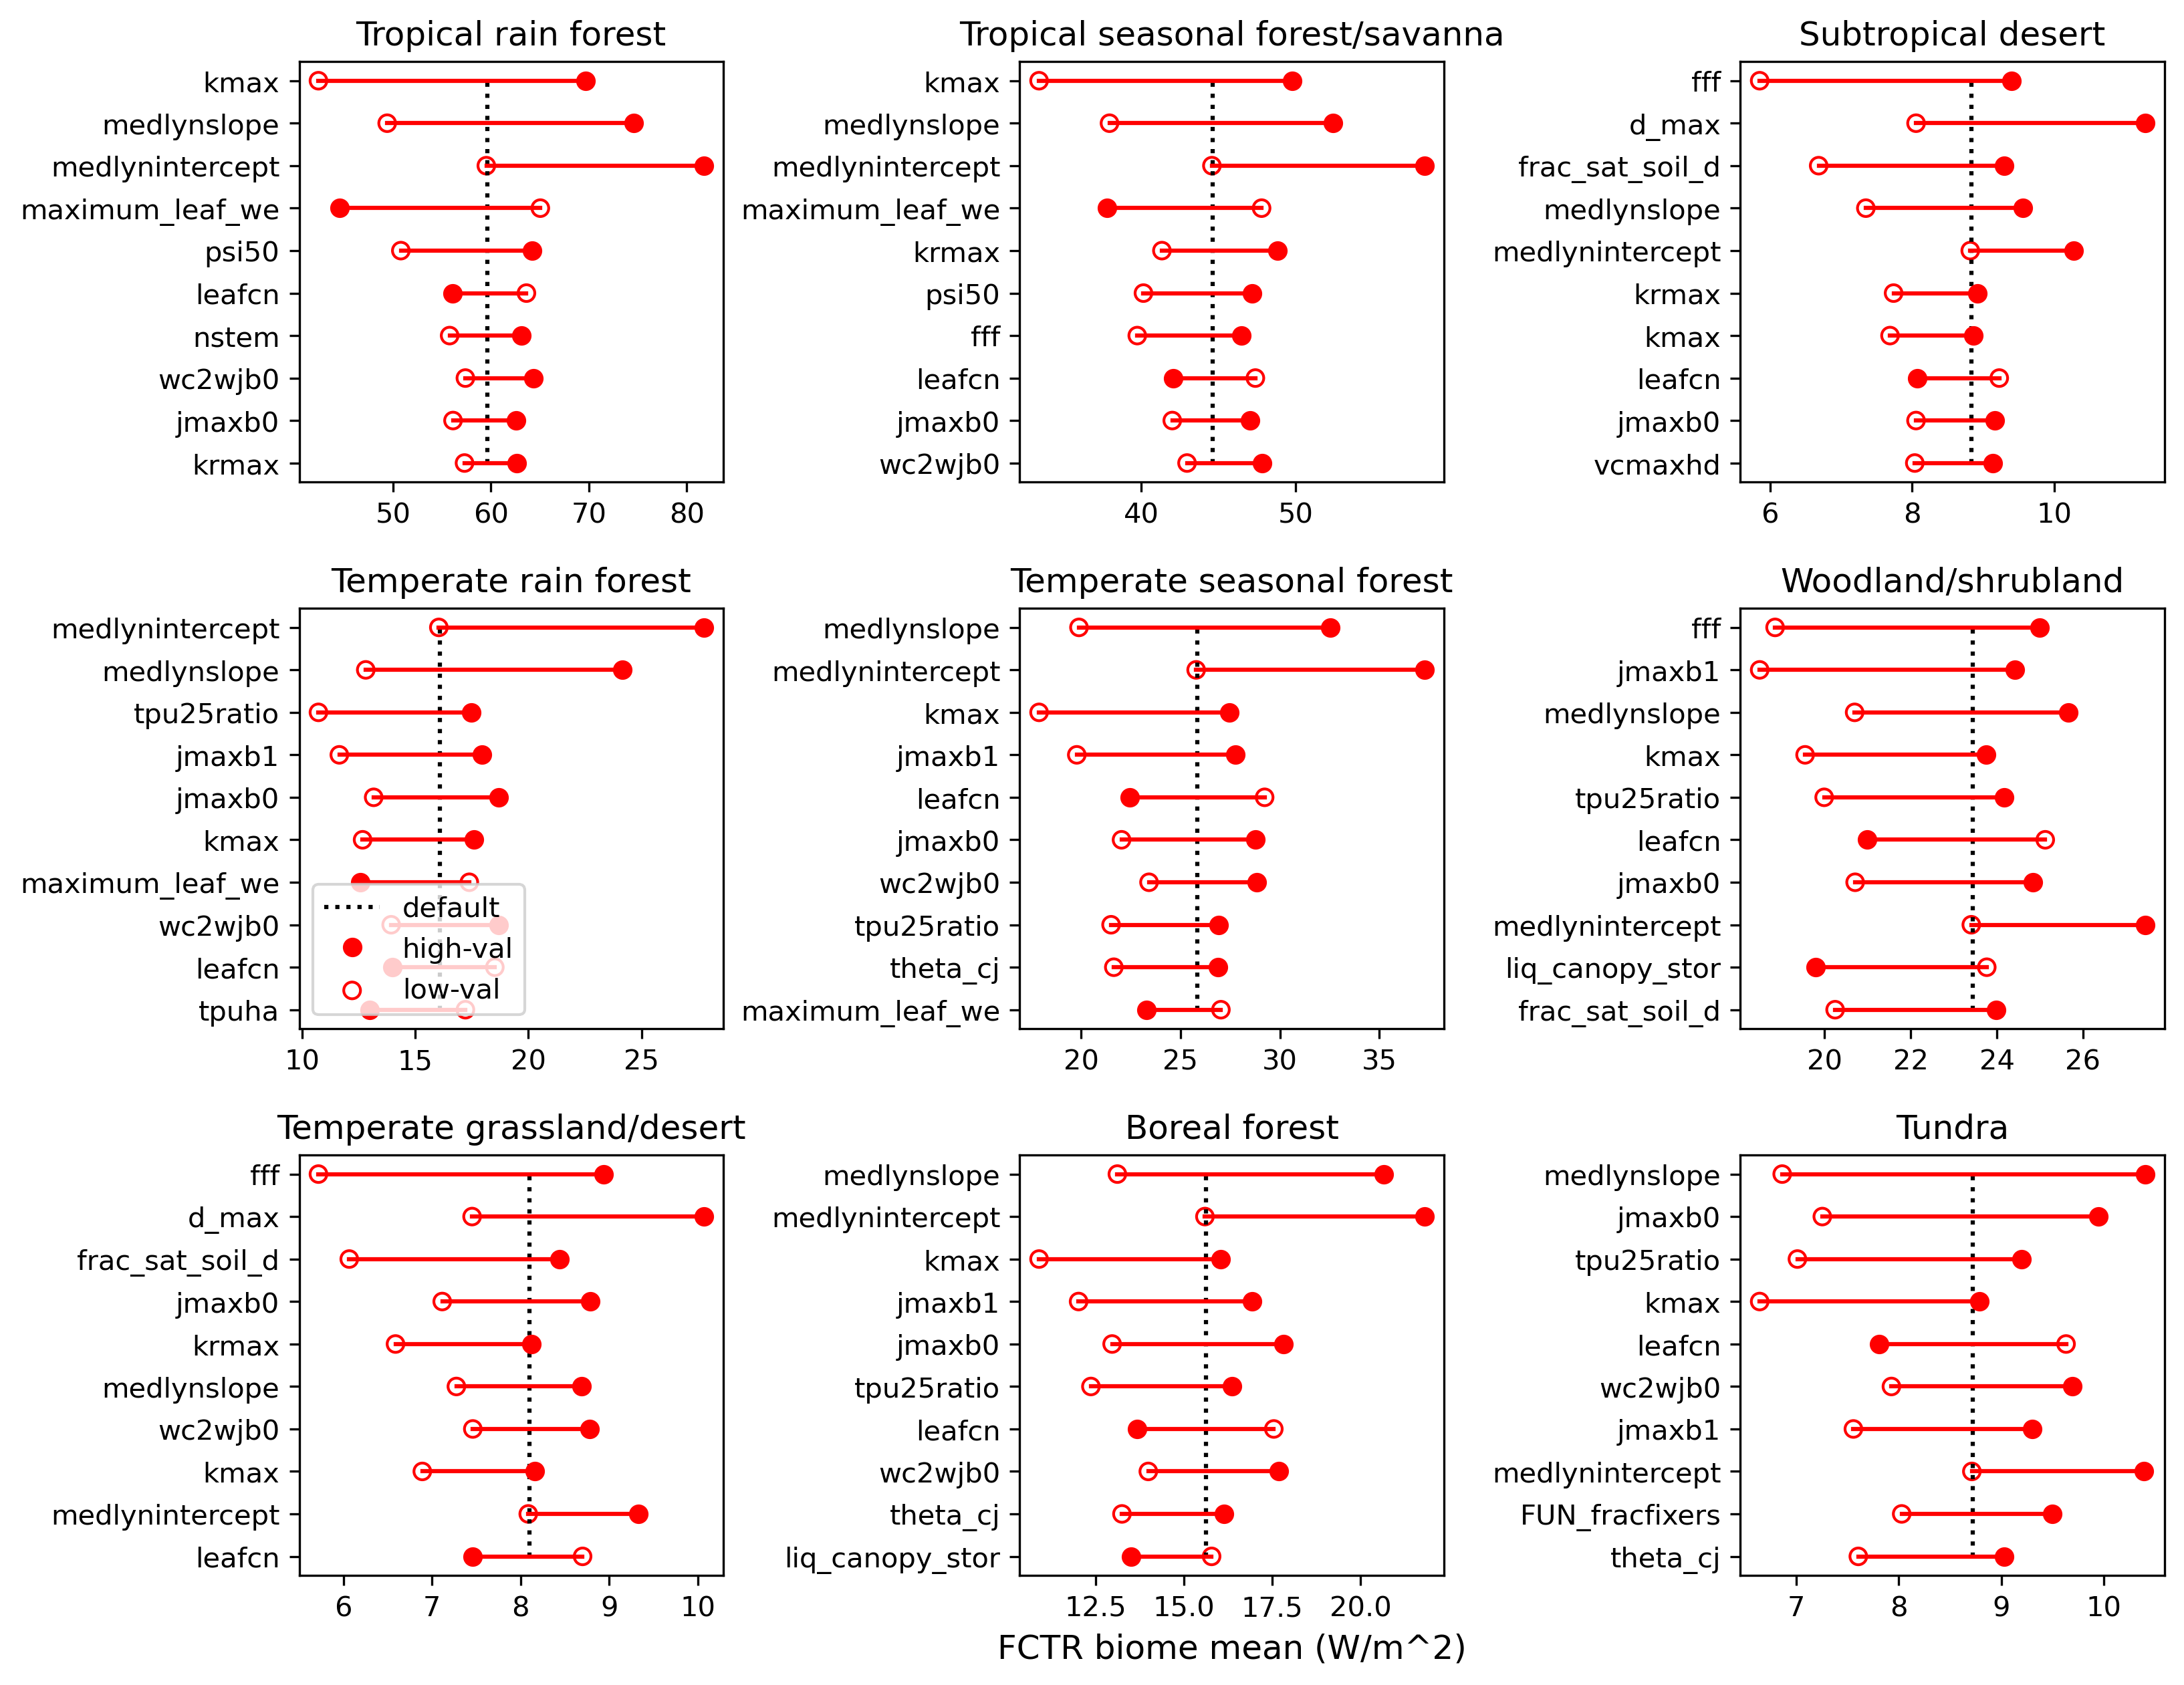 Tropical rain forest
kmax
medlynslope
medlynintercept
maximum_leaf_we
psi50
leafcn
nstem
wc2wjb0
jmaxb0
krmax
50 60 70 80
Tropical seasonal forest/savanna
kmax
medlynslope
medlynintercept
maximum_leaf_we
krmax
psi50
fff
leafcn
jmaxb0
wc2wjb0
40 50
Subtropical desert
fff
d_max
frac_sat_soil_d
medlynslope
medlynintercept
krmax
kmax
leafcn
jmaxb0
vcmaxhd
6 8 10
Temperate rain forest
medlynintercept
medlynslope
tpu25ratio
jmaxb1
jmaxb0
kmax
maximum_leaf_we
wc2wjb0
leafcn
tpuha
default
high-val
low-val
10 15 20 25
Temperate seasonal forest
medlynslope
medlynintercept
kmax
jmaxb1
leafcn
jmaxb0
wc2wjb0
tpu25ratio
theta_cj
maximum_leaf_we
20 25 30 35
Woodland/shrubland
fff
jmaxb1
medlynslope
kmax
tpu25ratio
leafcn
jmaxb0
medlynintercept
liq_canopy_stor
frac_sat_soil_d
20 22 24 26
Temperate grassland/desert
fff
d_max
frac_sat_soil_d
jmaxb0
krmax
medlynslope
wc2wjb0
kmax
medlynintercept
leafcn
6 7 8 9 10
Boreal forest
medlynslope
medlynintercept
kmax
jmaxb1
jmaxb0
tpu25ratio
leafcn
wc2wjb0
theta_cj
liq_canopy_stor
12.5 15.0 17.5 20.0
FCTR biome mean (W/m^2)
Tundra
medlynslope
jmaxb0
tpu25ratio
kmax
leafcn
wc2wjb0
jmaxb1
medlynintercept
FUN_fracfixers
theta_cj
7 8 9 10